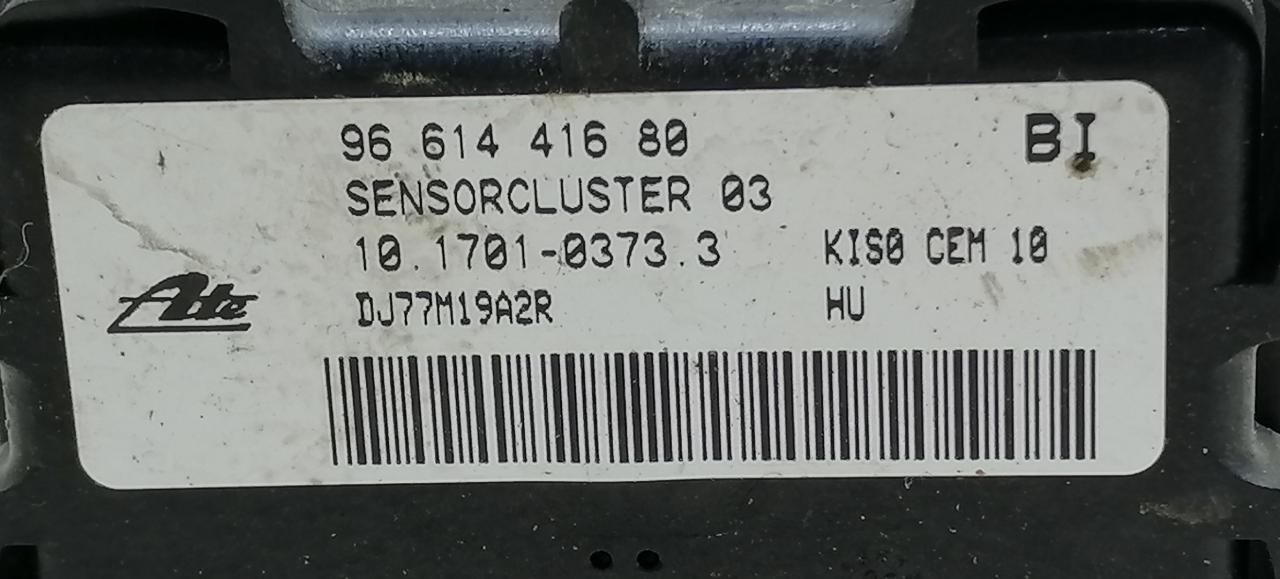 96 614 416 80 BI
SENSORCLUSTER 03
10.1701-0373.3 KIS0 CEM 10
Ate DJ77M19A2R HU